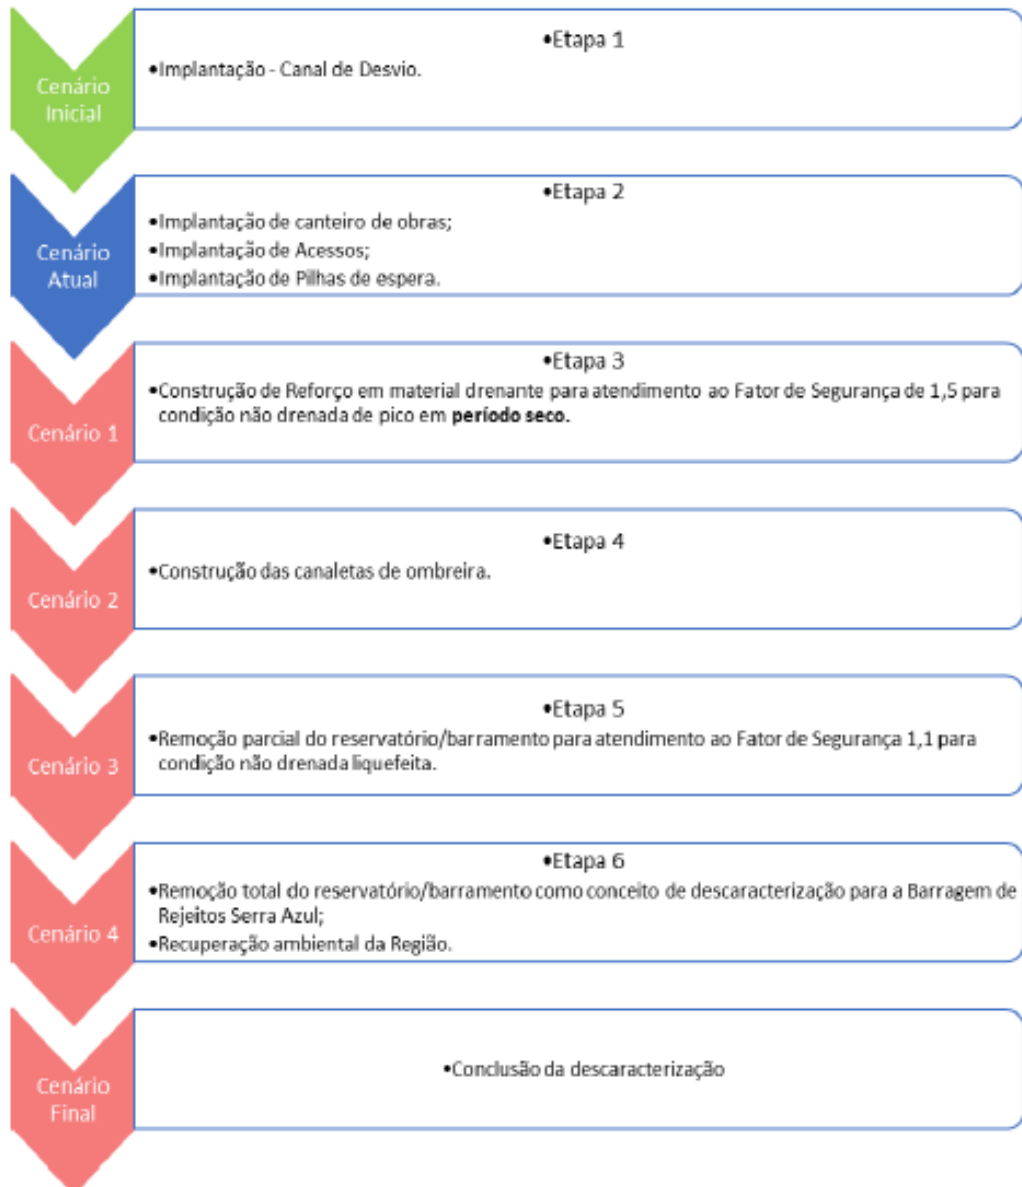 Cenário
Inicial
•Etapa 1
•Implantação - Canal de Desvio.
Cenário
Atual
•Etapa 2
•Implantação de canteiro de obras;
•Implantação de Acessos;
•Implantação de Pilhas de espera.
Cenário 1
•Etapa 3
•Construção de Reforço em material drenante para atendimento ao Fator de Segurança de 1,5 para
condição não drenada de pico em período seco.
Cenário 2
•Etapa 4
•Construção das canaletas de ombreira.
Cenário 3
•Etapa 5
•Remoção parcial do reservatório/barramento para atendimento ao Fator de Segurança 1,1 para
condição não drenada liquefeita.
Cenário 4
•Etapa 6
•Remoção total do reservatório/barramento como conceito de descaracterização para a Barragem de
Rejeitos Serra Azul;
•Recuperação ambiental da Região.
Cenário
Final
•Conclusão da descaracterização